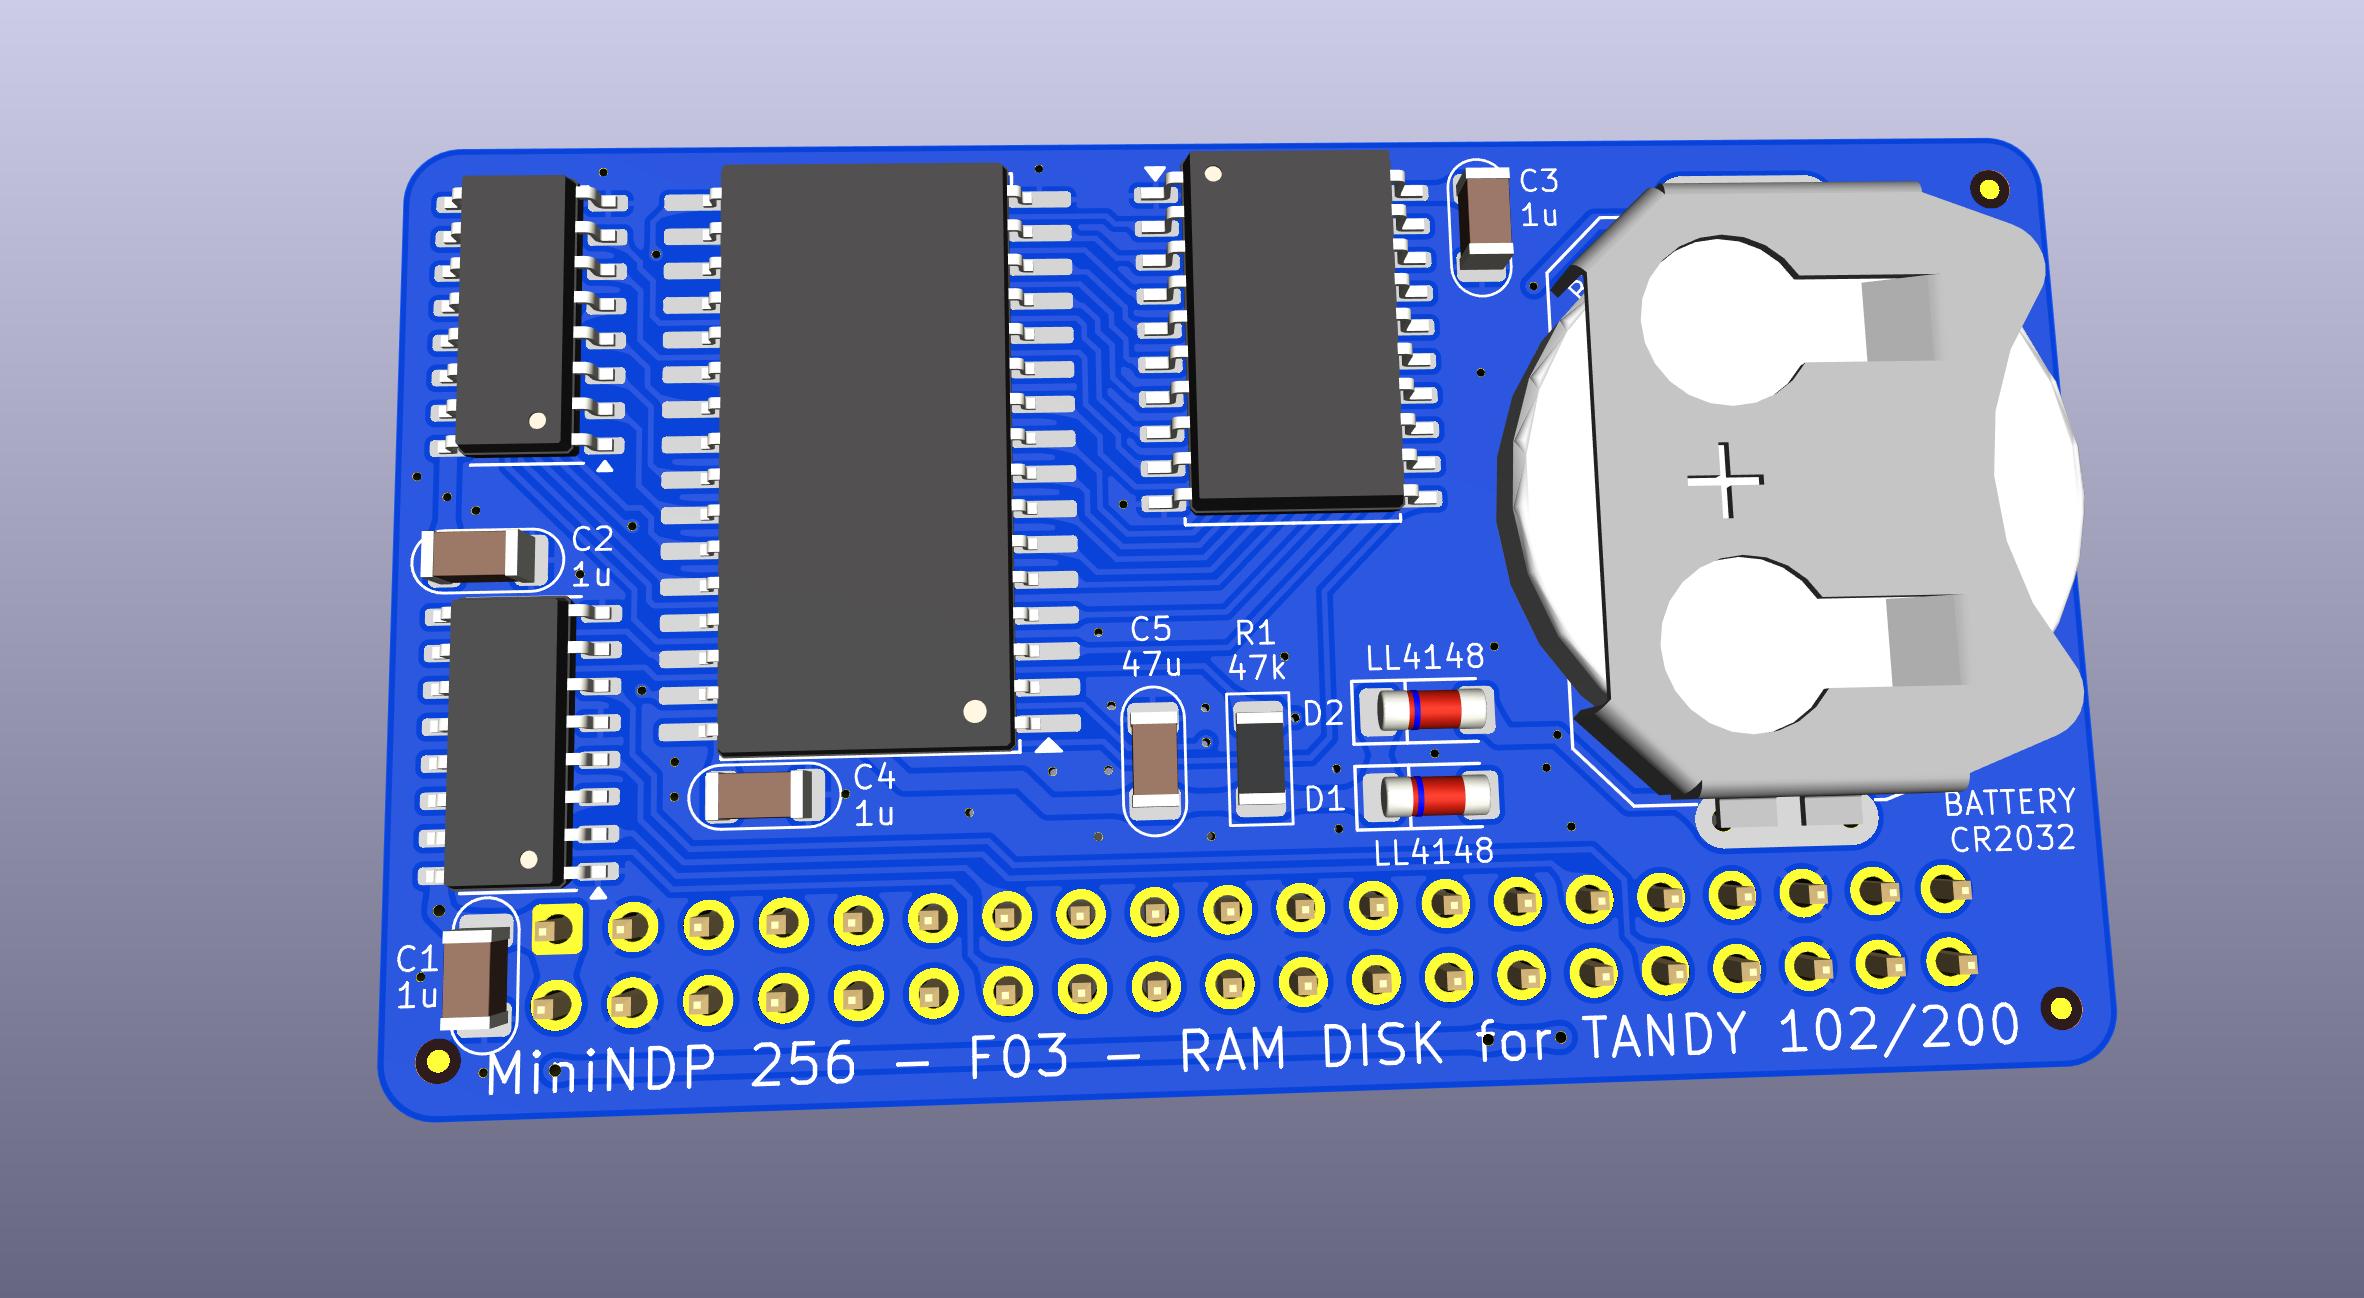 C3
1u
C2
1u
C5
47u
R1
47k
LL4148
D2
C4
1u
D1
LL4148
BATTERY
CR2032
C1
1u
MiniNDP 256 - F03 - RAM DISK for TANDY 102/200